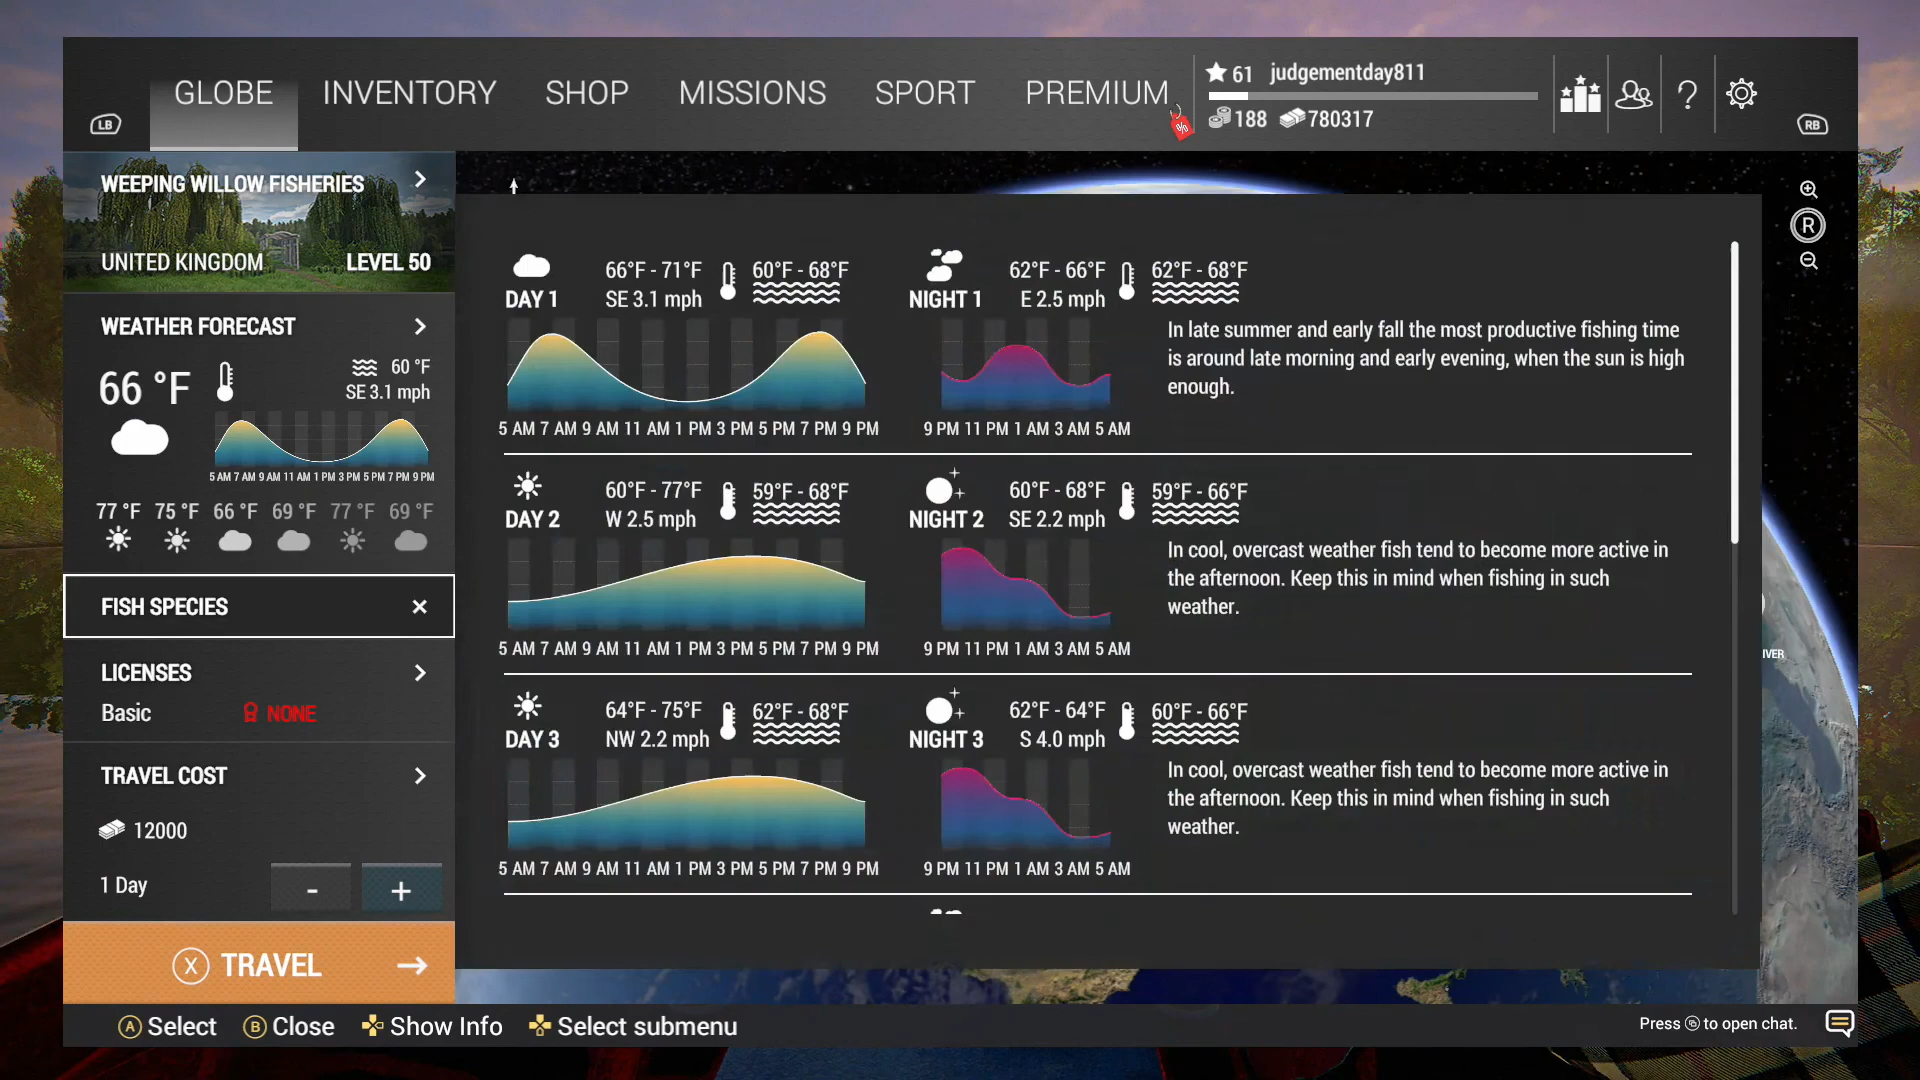 LB
GLOBE INVENTORY SHOP MISSIONS SPORT PREMIUM
%
61 judgementday811
188 780317
?
RB
WEEPING WILLOW FISHERIES
UNITED KINGDOM LEVEL 50
WEATHER FORECAST
66 °F
60 °F
SE 3.1 mph
5 AM 7 AM 9 AM 11 AM 1 PM 3 PM 5 PM 7 PM 9 PM
77 °F 75 °F 66 °F 69 °F 77 °F 69 °F
FISH SPECIES
LICENSES
Basic NONE
TRAVEL COST
12000
1 Day - +
X TRAVEL
DAY 1
66°F - 71°F
SE 3.1 mph
60°F - 68°F
5 AM 7 AM 9 AM 11 AM 1 PM 3 PM 5 PM 7 PM 9 PM
NIGHT 1
62°F - 66°F
E 2.5 mph
62°F - 68°F
9 PM 11 PM 1 AM 3 AM 5 AM
In late summer and early fall the most productive fishing time
is around late morning and early evening, when the sun is high
enough.
DAY 2
60°F - 77°F
W 2.5 mph
59°F - 68°F
5 AM 7 AM 9 AM 11 AM 1 PM 3 PM 5 PM 7 PM 9 PM
NIGHT 2
60°F - 68°F
SE 2.2 mph
59°F - 66°F
9 PM 11 PM 1 AM 3 AM 5 AM
In cool, overcast weather fish tend to become more active in
the afternoon. Keep this in mind when fishing in such
weather.
DAY 3
64°F - 75°F
NW 2.2 mph
62°F - 68°F
5 AM 7 AM 9 AM 11 AM 1 PM 3 PM 5 PM 7 PM 9 PM
NIGHT 3
62°F - 64°F
S 4.0 mph
60°F - 66°F
9 PM 11 PM 1 AM 3 AM 5 AM
In cool, overcast weather fish tend to become more active in
the afternoon. Keep this in mind when fishing in such
weather.
R
IVER
A Select B Close Show Info Select submenu
Press to open chat.